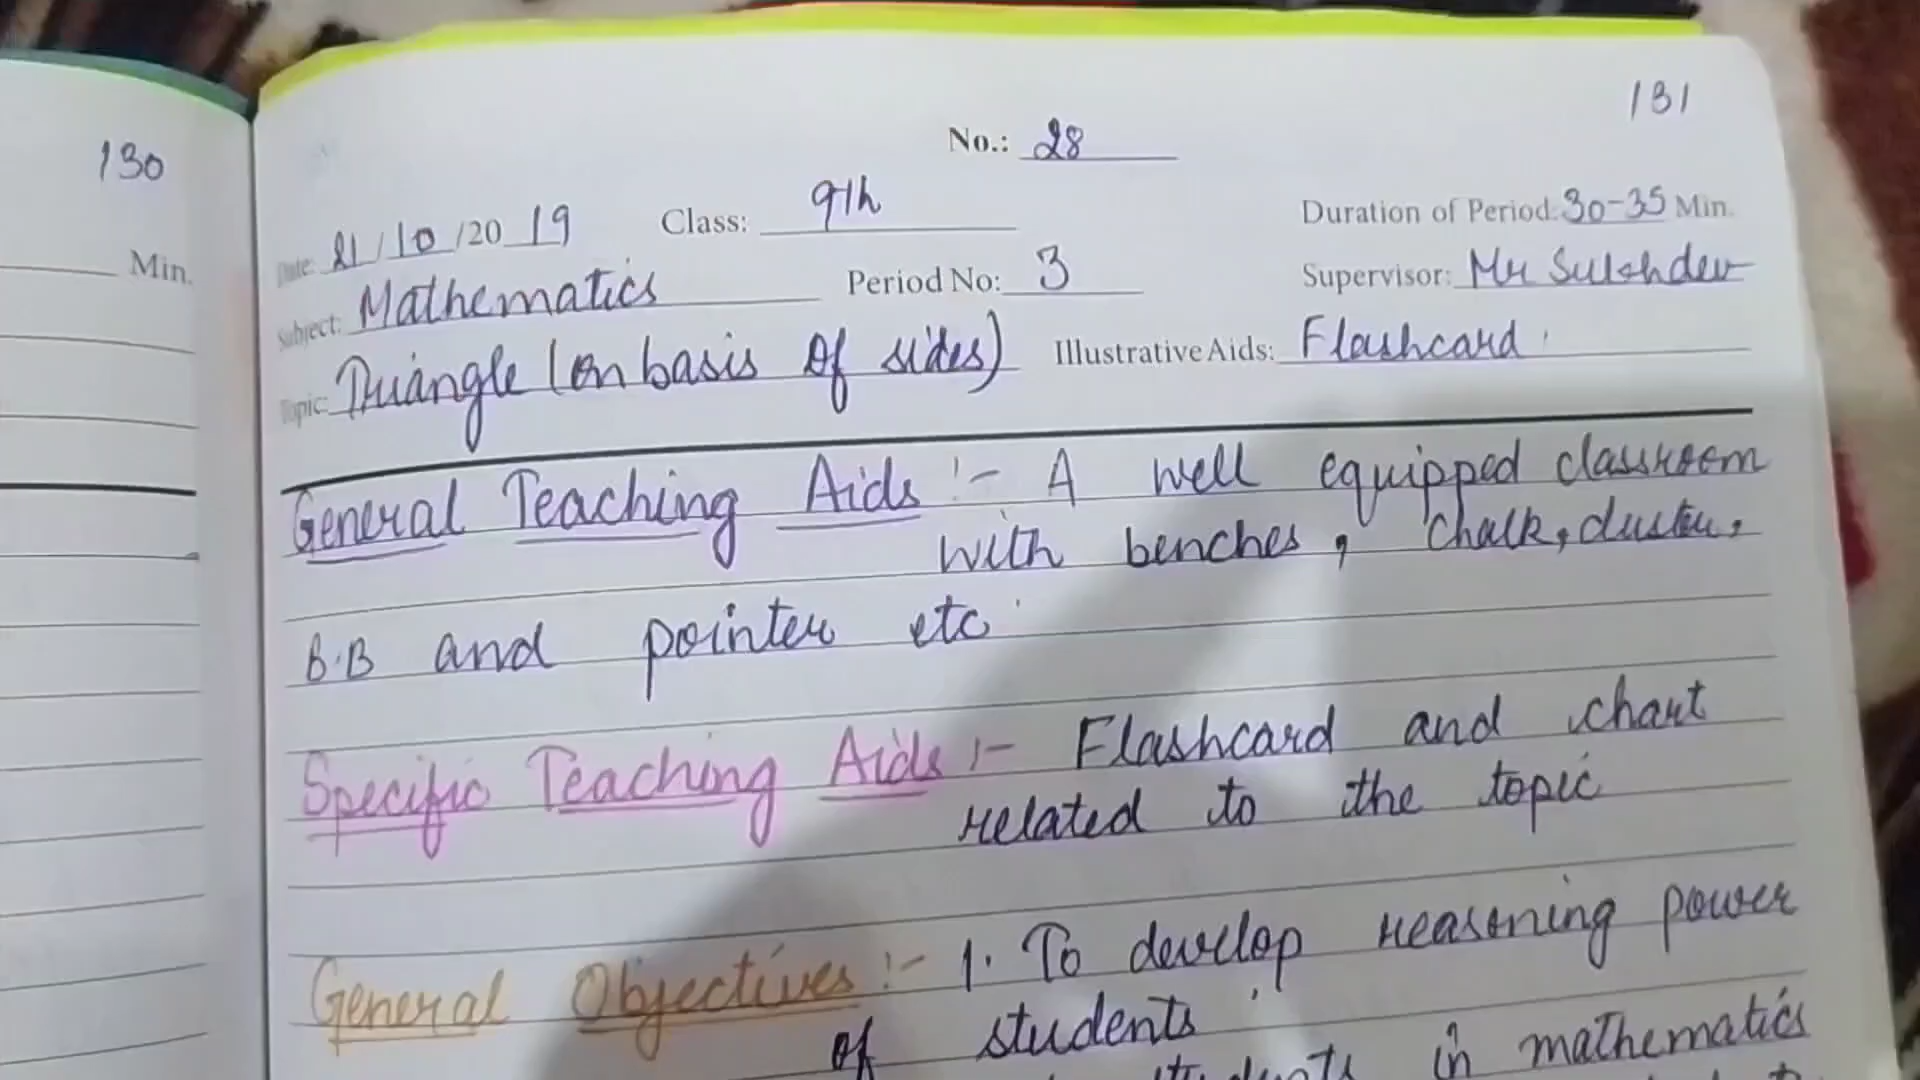 130
Min.
131
No.: 28
Date: 21/10/2019 Class: 9th Duration of Period: 30-35 Min.
Subject: Mathematics Period No: 3 Supervisor: Mr Sukhdev
Topic: Triangle (on basis of sides) Illustrative Aids: Flashcard.
General Teaching Aids :- A well equipped classroom
with benches, chalk, duster,
B.B and pointer etc.
Specific Teaching Aids :- Flashcard and chart
related to the topic
General Objectives :- 1. To develop reasoning power
of students.
students in mathematics